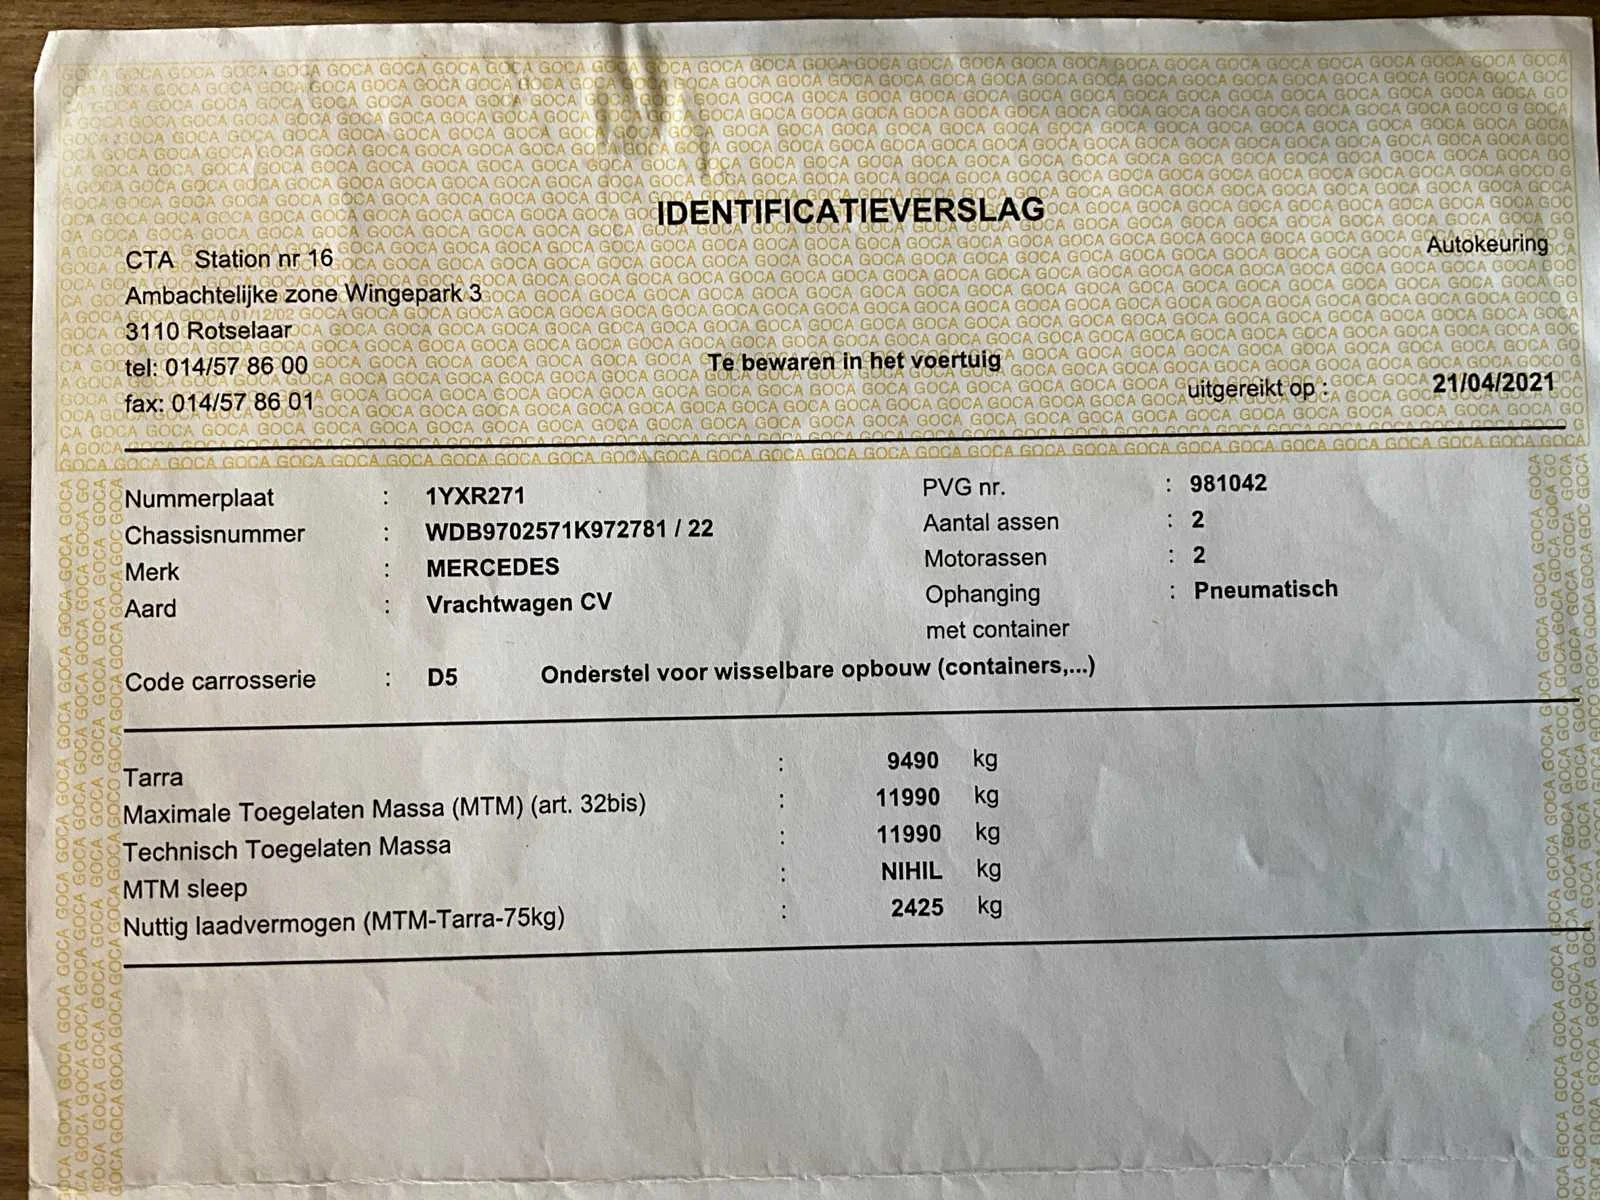 IDENTIFICATIEVERSLAG
Autokeuring
CTA Station nr 16
Ambachtelijke zone Wingepark 3
3110 Rotselaar
tel: 014/57 86 00
fax: 014/57 86 01
Te bewaren in het voertuig
uitgereikt op : 21/04/2021
Nummerplaat : 1YXR271
Chassisnummer : WDB9702571K972781 / 22
Merk : MERCEDES
Aard : Vrachtwagen CV
PVG nr. : 981042
Aantal assen : 2
Motorassen : 2
Ophanging : Pneumatisch
met container
Code carrosserie : D5 Onderstel voor wisselbare opbouw (containers,...)
Tarra : 9490 kg
Maximale Toegelaten Massa (MTM) (art. 32bis) : 11990 kg
Technisch Toegelaten Massa : 11990 kg
MTM sleep : NIHIL kg
Nuttig laadvermogen (MTM-Tarra-75kg) : 2425 kg